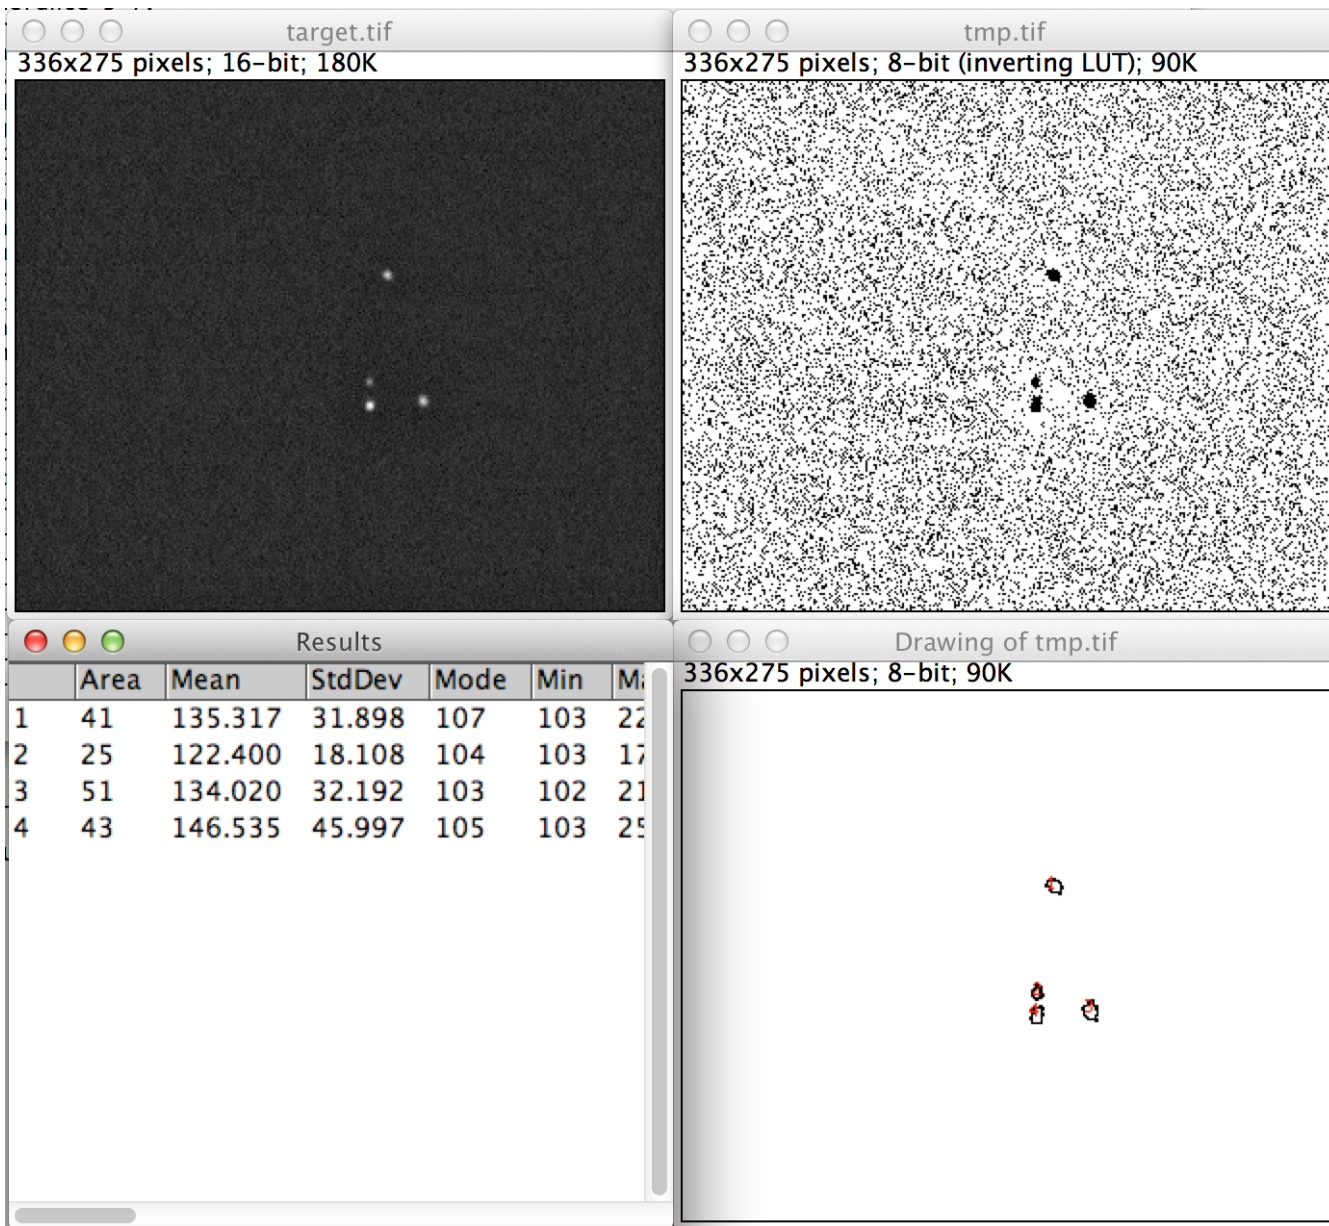 target.tif
336x275 pixels; 16-bit; 180K
tmp.tif
336x275 pixels; 8-bit (inverting LUT); 90K
Results
Area Mean StdDev Mode Min
1 41 135.317 31.898 107 103
2 25 122.400 18.108 104 103
3 51 134.020 32.192 103 102
4 43 146.535 45.997 105 103
Drawing of tmp.tif
336x275 pixels; 8-bit; 90K